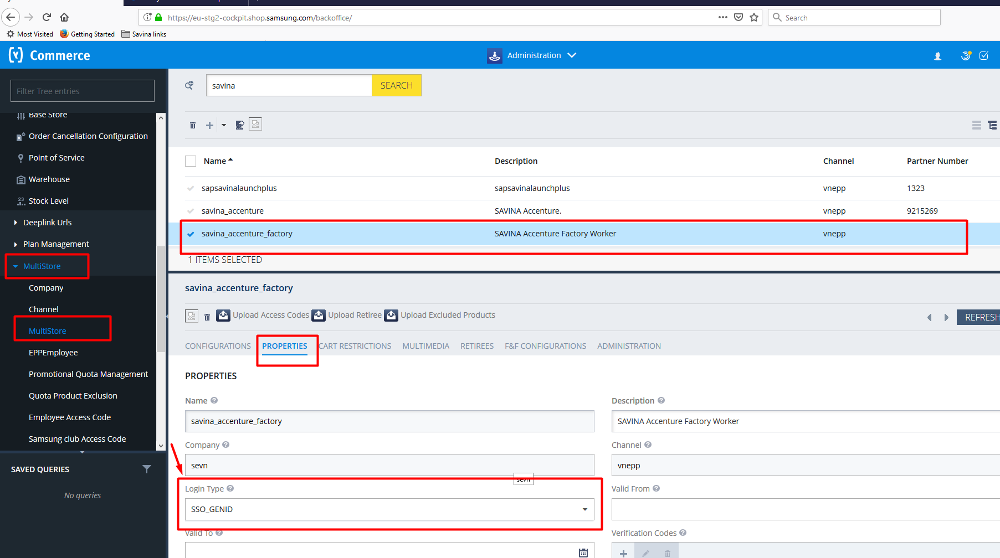 https://eu-stg2-cockpit.shop.samsung.com/backoffice/
Search
Most Visited
Getting Started
Savina links
Commerce
Administration
Filter Tree entries
savina
SEARCH
Base Store
Order Cancellation Configuration
Point of Service
Warehouse
23
Stock Level
Deeplink Urls
Plan Management
MultiStore
Company
Channel
MultiStore
EPPEmployee
Promotional Quota Management
Quota Product Exclusion
Employee Access Code
Samsung club Access Code
SAVED QUERIES
No queries
CSV
Name Description Channel Partner Number
sapsavinalaunchplus sapsavinalaunchplus vnepp 1323
savina_accenture SAVINA Accenture. vnepp 9215269
savina_accenture_factory SAVINA Accenture Factory Worker vnepp
1 ITEMS SELECTED
savina_accenture_factory
Upload Access Codes Upload Retiree Upload Excluded Products
REFRESH
CONFIGURATIONS PROPERTIES CART RESTRICTIONS MULTIMEDIA RETIREES F&F CONFIGURATIONS ADMINISTRATION
PROPERTIES
Name Description
savina_accenture_factory SAVINA Accenture Factory Worker
Company Channel
sevn vnepp
sevn
Login Type Valid From
SSO_GENID
Valid To Verification Codes